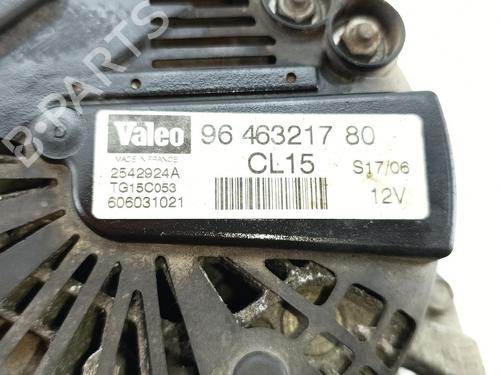 B-PARTS
Valeo 96 463217 80
MADE IN FRANCE
2542924A CL15 S17/06
TG15C053
606031021 12V